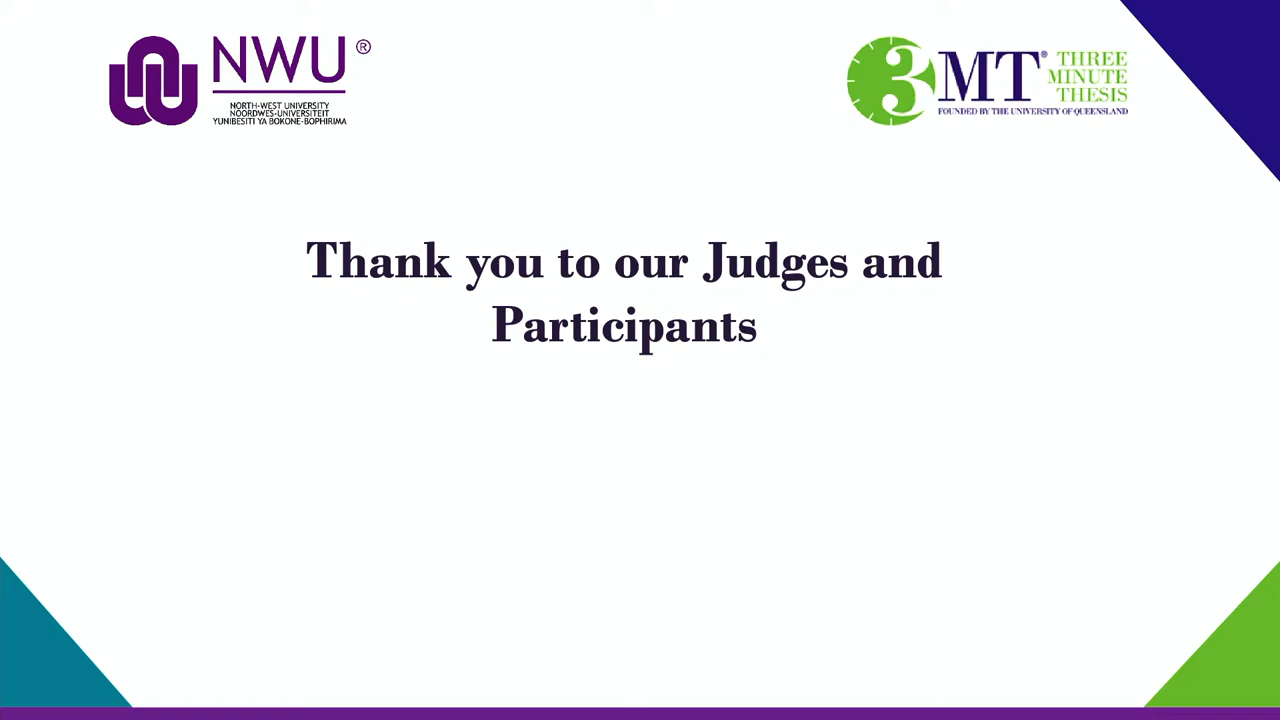 NWU®
NORTH-WEST UNIVERSITY
NOORDWES-UNIVERSITEIT
YUNIBESITI YA BOKONE-BOPHIRIMA
3MT®
THREE
MINUTE
THESIS
FOUNDED BY THE UNIVERSITY OF QUEENSLAND
Thank you to our Judges and
Participants